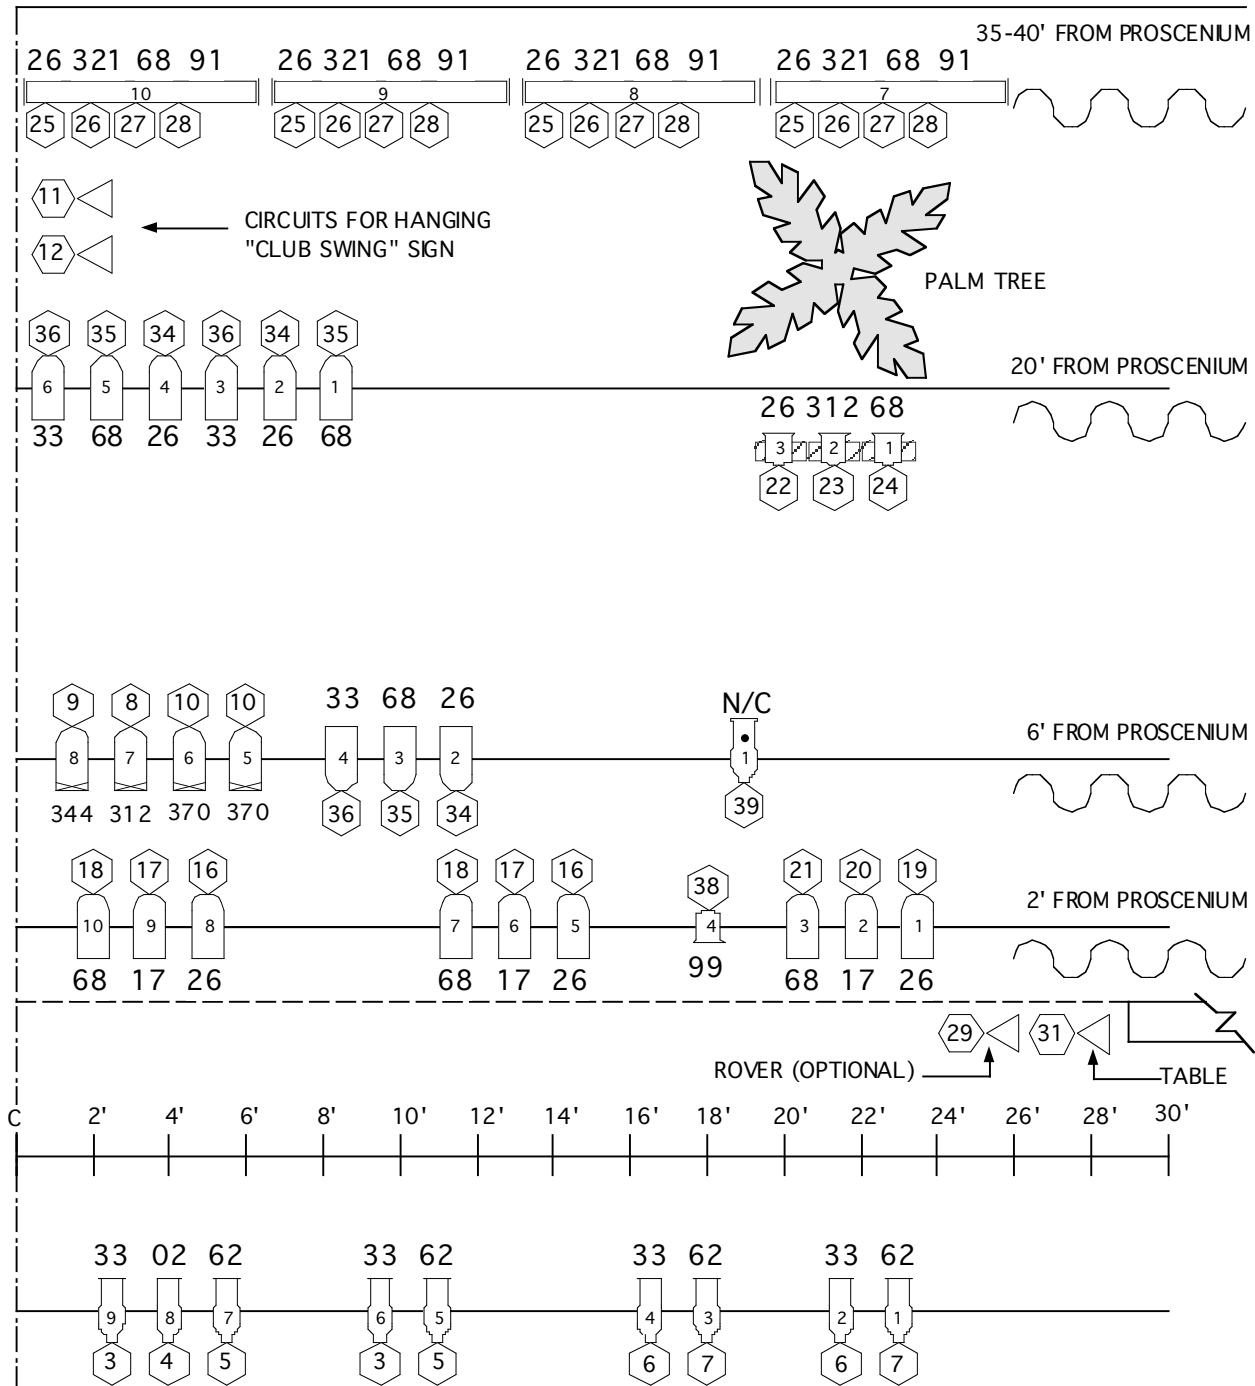 35-40' FROM PROSCENIUM
26 321 68 91 26 321 68 91 26 321 68 91 26 321 68 91
10 9 8 7
25 26 27 28 25 26 27 28 25 26 27 28 25 26 27 28
11
CIRCUITS FOR HANGING
"CLUB SWING" SIGN
12
PALM TREE
36 35 34 36 34 35
20' FROM PROSCENIUM
6 5 4 3 2 1
26 312 68
33 68 26 33 26 68
3 2 1
22 23 24
9 8 10 10 33 68 26 N/C
6' FROM PROSCENIUM
8 7 6 5 4 3 2 1
344 312 370 370 36 35 34 39
18 17 16 18 17 16 38 21 20 19
2' FROM PROSCENIUM
10 9 8 7 6 5 4 3 2 1
68 17 26 68 17 26 99 68 17 26
29 31
ROVER (OPTIONAL) TABLE
C 2' 4' 6' 8' 10' 12' 14' 16' 18' 20' 22' 24' 26' 28' 30'
33 02 62 33 62 33 62 33 62
9 8 7 6 5 4 3 2 1
3 4 5 3 5 6 7 6 7